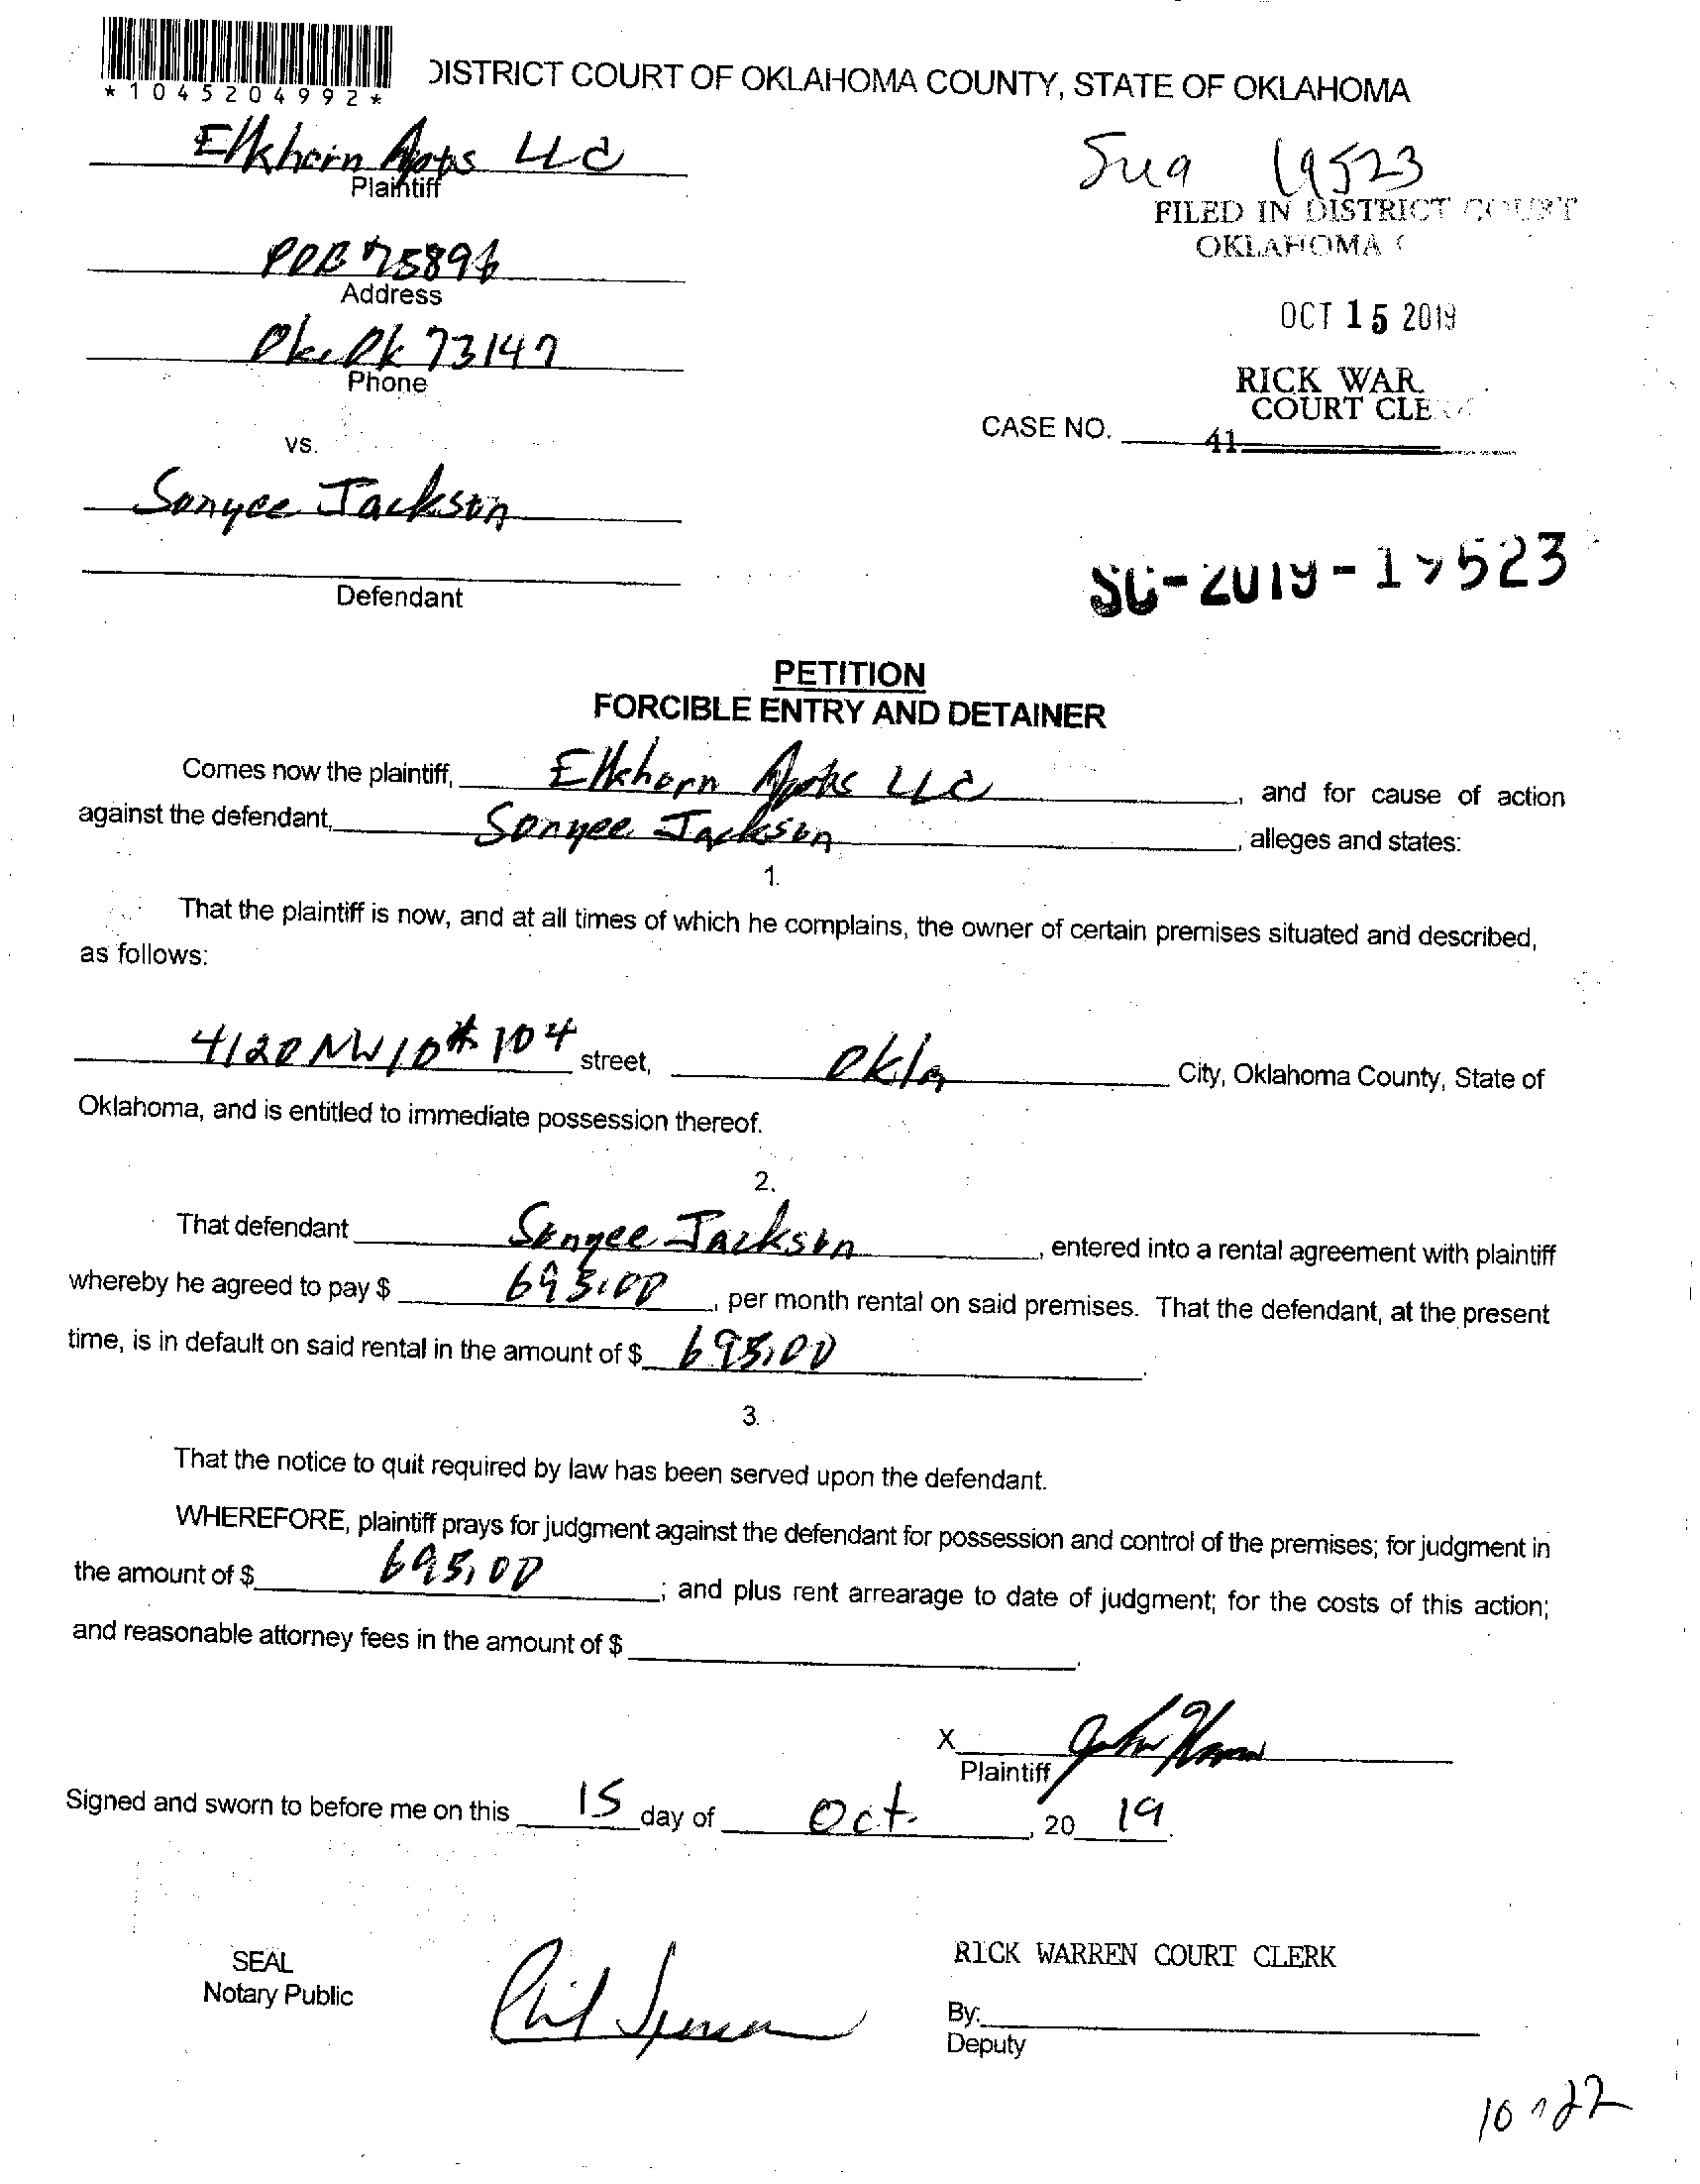 *1045204992*
DISTRICT COURT OF OKLAHOMA COUNTY, STATE OF OKLAHOMA
Elkhorn Apts LLC
Plaintiff
19523
FILED IN DISTRICT COURT
OKLAHOMA C
POB 75896
Address
OCT 15 2019
Okc Ok 73147
Phone
RICK WAR
COURT CLERK
CASE NO.
41
vs.
Sonyee Jackson
Defendant
SC-2019-19523
PETITION
FORCIBLE ENTRY AND DETAINER
Comes now the plaintiff, Elkhorn Apts LLC, and for cause of action
against the defendant, Sonyee Jackson, alleges and states:
1.
That the plaintiff is now, and at all times of which he complains, the owner of certain premises situated and described,
as follows:
4120 NW 10 # 104 street, Okla City, Oklahoma County, State of
Oklahoma, and is entitled to immediate possession thereof.
2.
That defendant Sonyee Jackson, entered into a rental agreement with plaintiff
whereby he agreed to pay $ 695.00, per month rental on said premises. That the defendant, at the present
time, is in default on said rental in the amount of $ 695.00.
3.
That the notice to quit required by law has been served upon the defendant.
WHEREFORE, plaintiff prays for judgment against the defendant for possession and control of the premises; for judgment in
the amount of $ 695.00; and plus rent arrearage to date of judgment; for the costs of this action;
and reasonable attorney fees in the amount of $ .
X
Plaintiff
Signed and sworn to before me on this 15 day of Oct., 20 19.
SEAL
Notary Public
RICK WARREN COURT CLERK
By:
Deputy